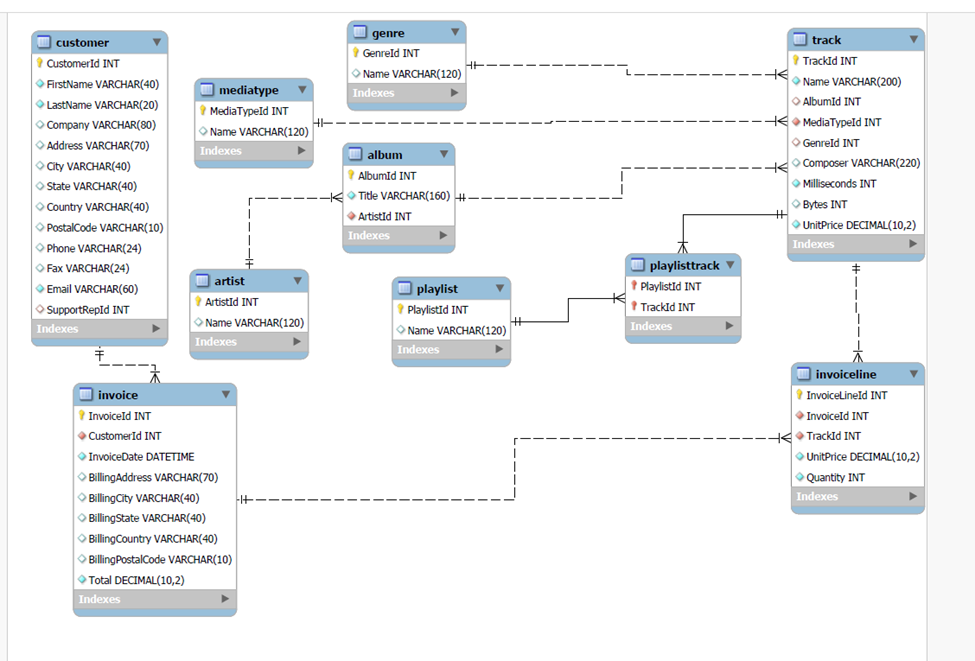 customer
CustomerId INT
FirstName VARCHAR(40)
LastName VARCHAR(20)
Company VARCHAR(80)
Address VARCHAR(70)
City VARCHAR(40)
State VARCHAR(40)
Country VARCHAR(40)
PostalCode VARCHAR(10)
Phone VARCHAR(24)
Fax VARCHAR(24)
Email VARCHAR(60)
SupportRepId INT
Indexes
mediatype
MediaTypeId INT
Name VARCHAR(120)
Indexes
genre
GenreId INT
Name VARCHAR(120)
Indexes
album
AlbumId INT
Title VARCHAR(160)
ArtistId INT
Indexes
track
TrackId INT
Name VARCHAR(200)
AlbumId INT
MediaTypeId INT
GenreId INT
Composer VARCHAR(220)
Milliseconds INT
Bytes INT
UnitPrice DECIMAL(10,2)
Indexes
artist
ArtistId INT
Name VARCHAR(120)
Indexes
playlist
PlaylistId INT
Name VARCHAR(120)
Indexes
playlisttrack
PlaylistId INT
TrackId INT
Indexes
invoice
InvoiceId INT
CustomerId INT
InvoiceDate DATETIME
BillingAddress VARCHAR(70)
BillingCity VARCHAR(40)
BillingState VARCHAR(40)
BillingCountry VARCHAR(40)
BillingPostalCode VARCHAR(10)
Total DECIMAL(10,2)
Indexes
invoiceline
InvoiceLineId INT
InvoiceId INT
TrackId INT
UnitPrice DECIMAL(10,2)
Quantity INT
Indexes